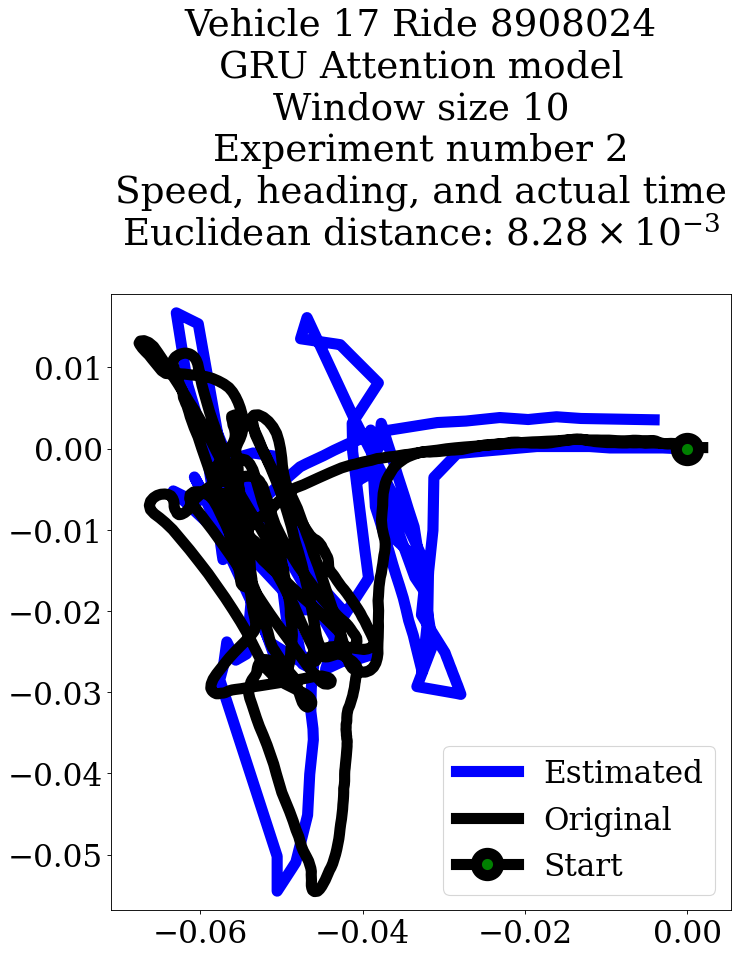 Vehicle 17 Ride 8908024
GRU Attention model
Window size 10
Experiment number 2
Speed, heading, and actual time
Euclidean distance: 8.28 × 10⁻³
0.01
0.00
−0.01
−0.02
−0.03
−0.04
−0.05
Estimated
Original
Start
−0.06
−0.04
−0.02
0.00